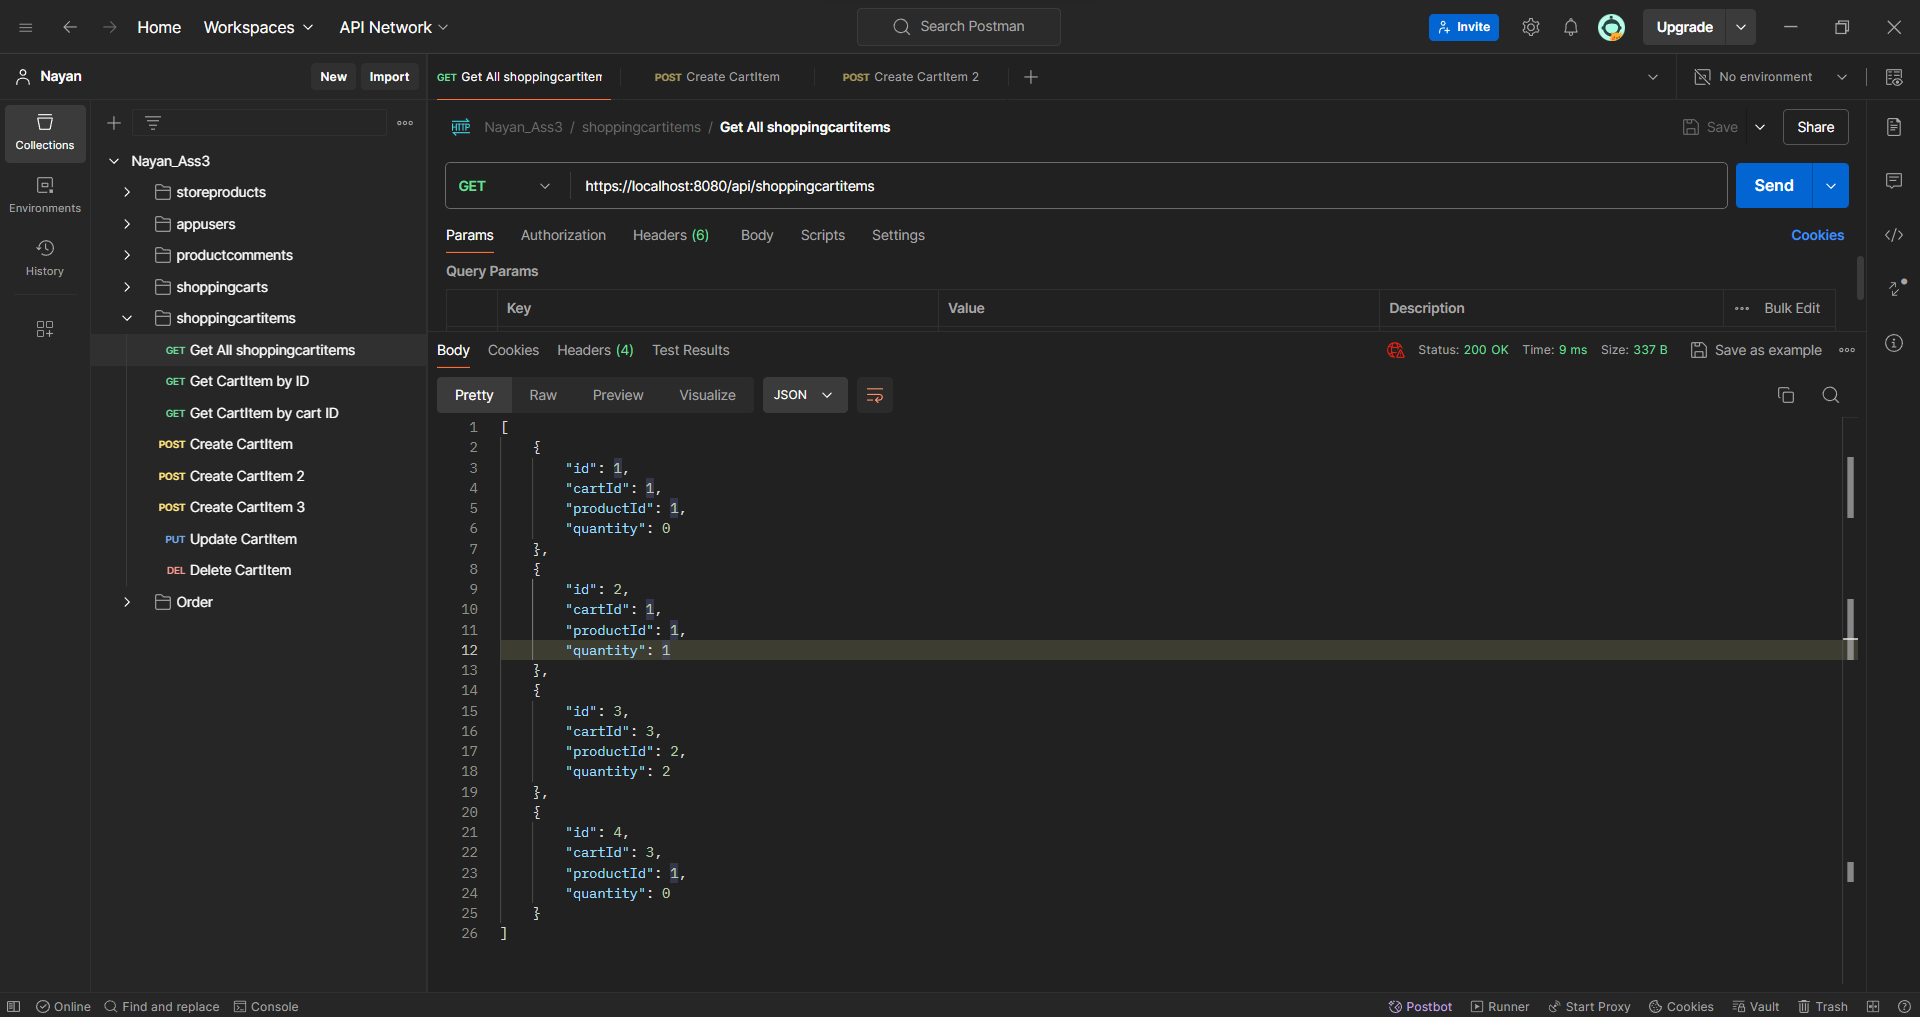 Home Workspaces API Network Search Postman Invite Upgrade
Nayan New Import GET Get All shoppingcartitem POST Create CartItem POST Create CartItem 2 No environment
Collections
Environments
History
Nayan_Ass3
storeproducts
appusers
productcomments
shoppingcarts
shoppingcartitems
GET Get All shoppingcartitems
GET Get CartItem by ID
GET Get CartItem by cart ID
POST Create CartItem
POST Create CartItem 2
POST Create CartItem 3
PUT Update CartItem
DEL Delete CartItem
Order
HTTP Nayan_Ass3 / shoppingcartitems / Get All shoppingcartitems Save Share
GET https://localhost:8080/api/shoppingcartitems Send
Params Authorization Headers (6) Body Scripts Settings Cookies
Query Params
Key Value Description Bulk Edit
Body Cookies Headers (4) Test Results Status: 200 OK Time: 9 ms Size: 337 B Save as example
Pretty Raw Preview Visualize JSON
1 [
2 {
3 "id": 1,
4 "cartId": 1,
5 "productId": 1,
6 "quantity": 0
7 },
8 {
9 "id": 2,
10 "cartId": 1,
11 "productId": 1,
12 "quantity": 1
13 },
14 {
15 "id": 3,
16 "cartId": 3,
17 "productId": 2,
18 "quantity": 2
19 },
20 {
21 "id": 4,
22 "cartId": 3,
23 "productId": 1,
24 "quantity": 0
25 }
26 ]
Online Find and replace Console Postbot Runner Start Proxy Cookies Vault Trash